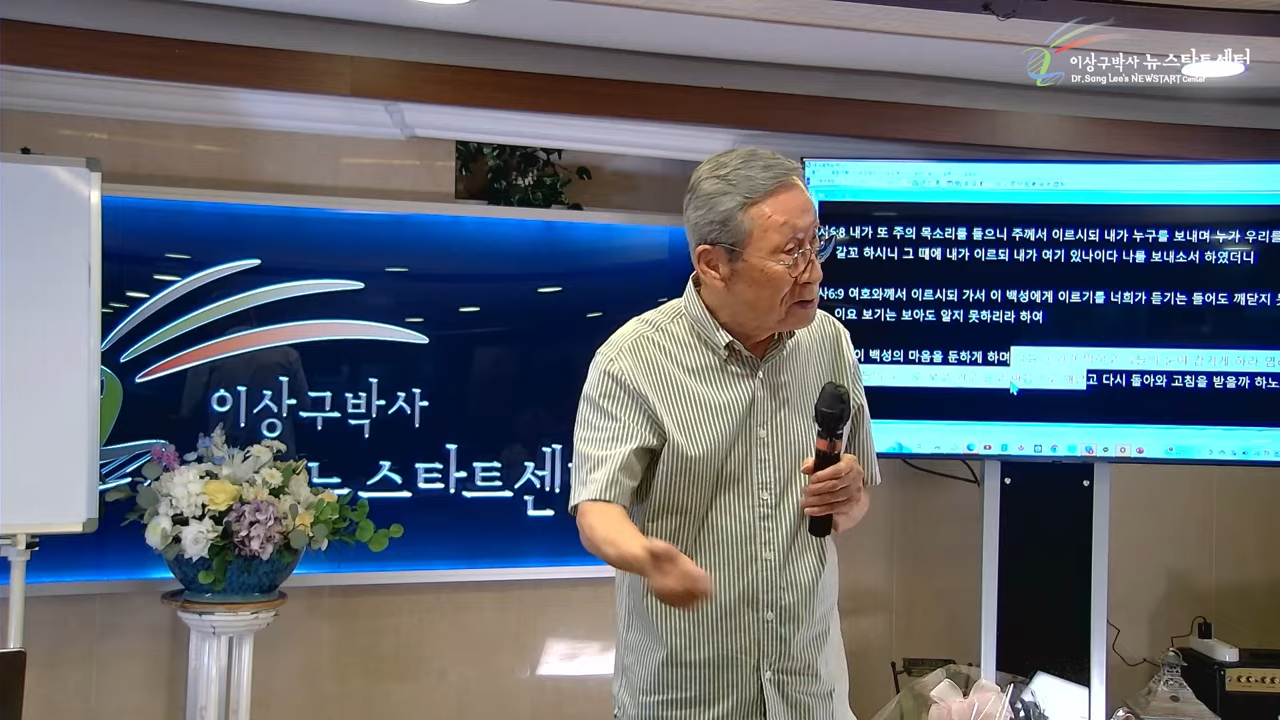 이상구박사 뉴스타트센터
Dr. Sang Lee's NEWSTART Center
이상구박사
뉴스타트센
사6:8 내가 또 주의 목소리를 들으니 주께서 이르시되 내가 누구를 보내며 누가 우리를
갈꼬 하시니 그 때에 내가 이르되 내가 여기 있나이다 나를 보내소서 하였더니
사6:9 여호와께서 이르시되 가서 이 백성에게 이르기를 너희가 듣기는 들어도 깨닫지
이요 보기는 보아도 알지 못하리라 하여
이 백성의 마음을 둔하게 하며
고 다시 돌아와 고침을 받을까 하노